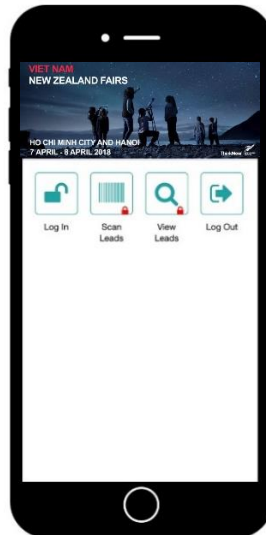 VIET NAM
NEW ZEALAND FAIRS
HO CHI MINH CITY AND HANOI
7 APRIL - 8 APRIL 2018
Log In
Scan
Leads
View
Leads
Log Out